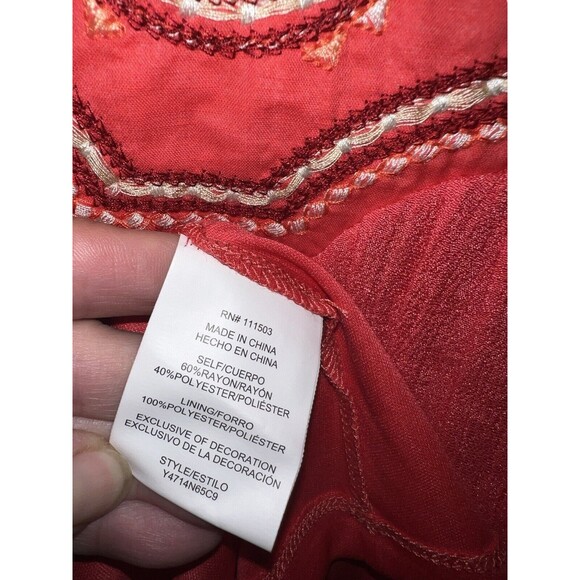 RN# 111503
MADE IN CHINA
HECHO EN CHINA
SELF/CUERPO
60%RAYON/RAYÓN
40%POLYESTER/POLIÉSTER
LINING/FORRO
100%POLYESTER/POLIÉSTER
EXCLUSIVE OF DECORATION
EXCLUSIVO DE LA DECORACIÓN
STYLE/ESTILO
Y4714N65C9